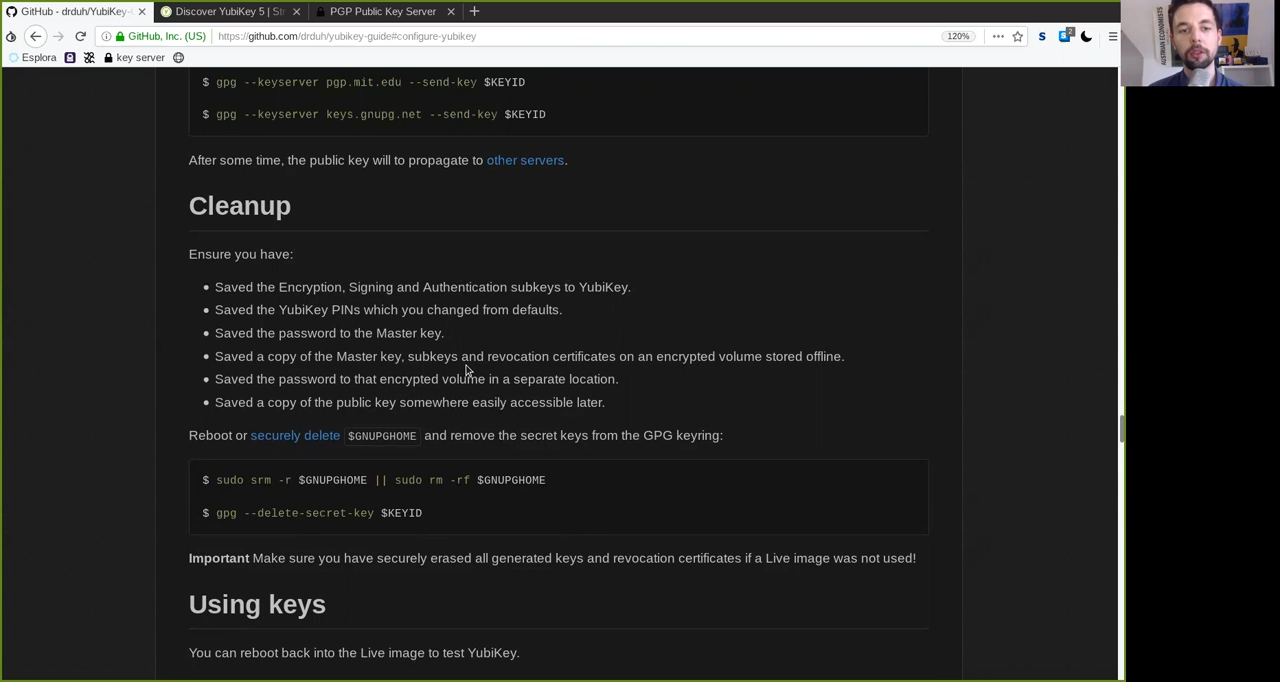 GitHub - drduh/YubiKey-
Discover YubiKey 5 | Str
PGP Public Key Server
GitHub, Inc. (US)
https://github.com/drduh/yubikey-guide#configure-yubikey
120%
Esplora
key server
$ gpg --keyserver pgp.mit.edu --send-key $KEYID
$ gpg --keyserver keys.gnupg.net --send-key $KEYID
After some time, the public key will to propagate to other servers.
Cleanup
Ensure you have:
Saved the Encryption, Signing and Authentication subkeys to YubiKey.
Saved the YubiKey PINs which you changed from defaults.
Saved the password to the Master key.
Saved a copy of the Master key, subkeys and revocation certificates on an encrypted volume stored offline.
Saved the password to that encrypted volume in a separate location.
Saved a copy of the public key somewhere easily accessible later.
Reboot or securely delete $GNUPGHOME and remove the secret keys from the GPG keyring:
$ sudo srm -r $GNUPGHOME || sudo rm -rf $GNUPGHOME
$ gpg --delete-secret-key $KEYID
Important Make sure you have securely erased all generated keys and revocation certificates if a Live image was not used!
Using keys
You can reboot back into the Live image to test YubiKey.
AUSTRIAN ECONOMISTS